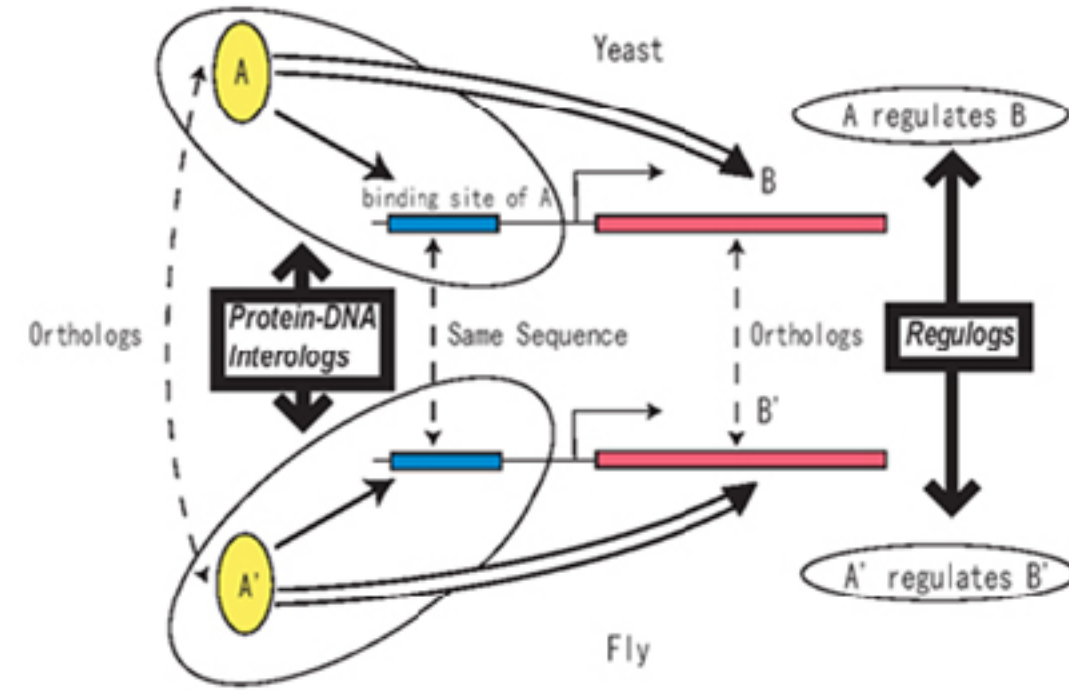 Yeast
A
A regulates B
B
binding site of A
Protein-DNA
Interologs
Orthologs
Same Sequence
Orthologs
Regulogs
B'
A'
A' regulates B'
Fly